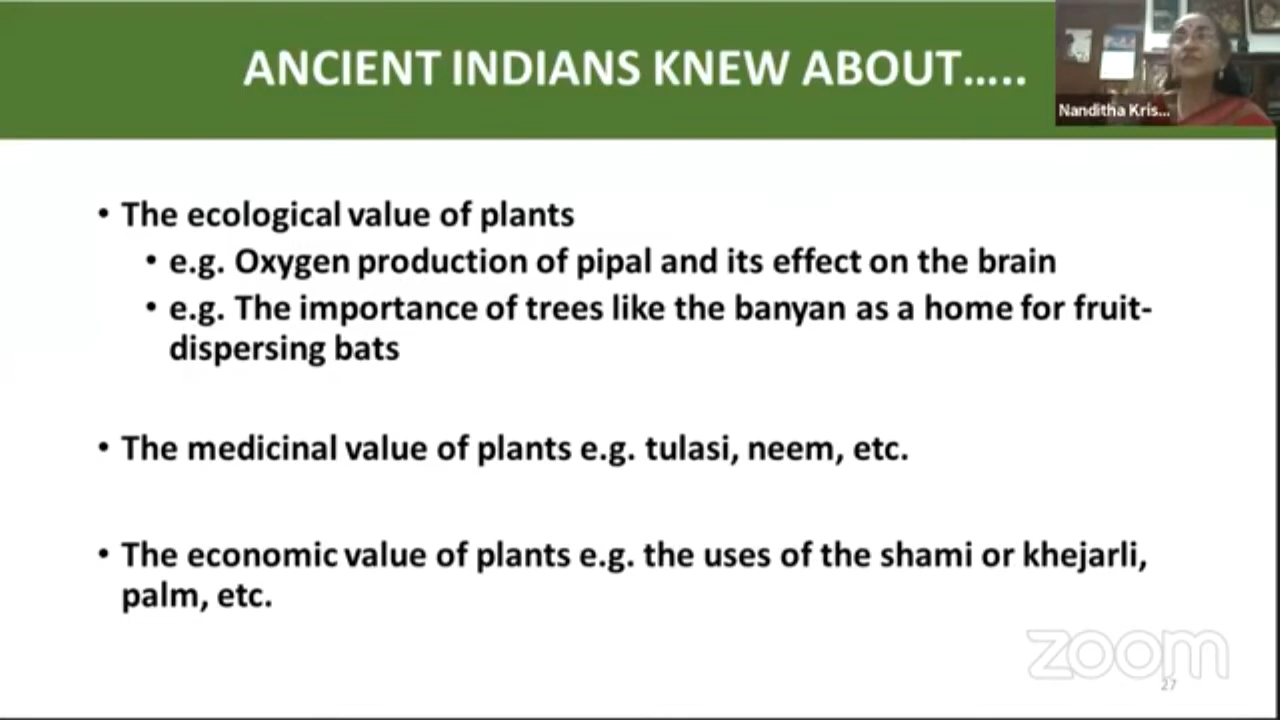 ANCIENT INDIANS KNEW ABOUT.....
Nanditha Kris...
• The ecological value of plants
• e.g. Oxygen production of pipal and its effect on the brain
• e.g. The importance of trees like the banyan as a home for fruit-
dispersing bats
• The medicinal value of plants e.g. tulasi, neem, etc.
• The economic value of plants e.g. the uses of the shami or khejarli,
palm, etc.
zoom
27